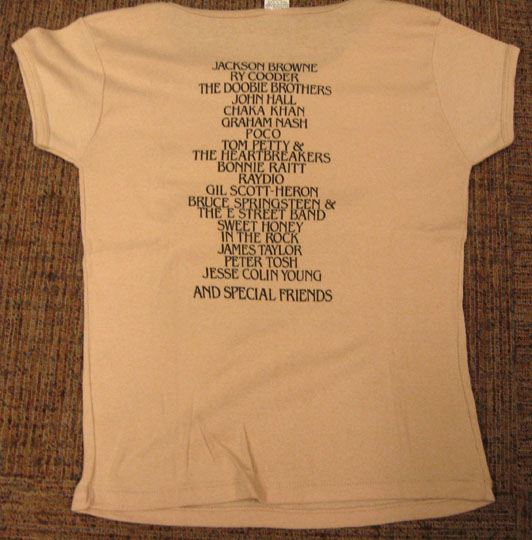 JACKSON BROWNE
RY COODER
THE DOOBIE BROTHERS
JOHN HALL
CHAKA KHAN
GRAHAM NASH
POCO
TOM PETTY &
THE HEARTBREAKERS
BONNIE RAITT
RAYDIO
GIL SCOTT-HERON
BRUCE SPRINGSTEEN &
THE E STREET BAND
SWEET HONEY
IN THE ROCK
JAMES TAYLOR
PETER TOSH
JESSE COLIN YOUNG
AND SPECIAL FRIENDS